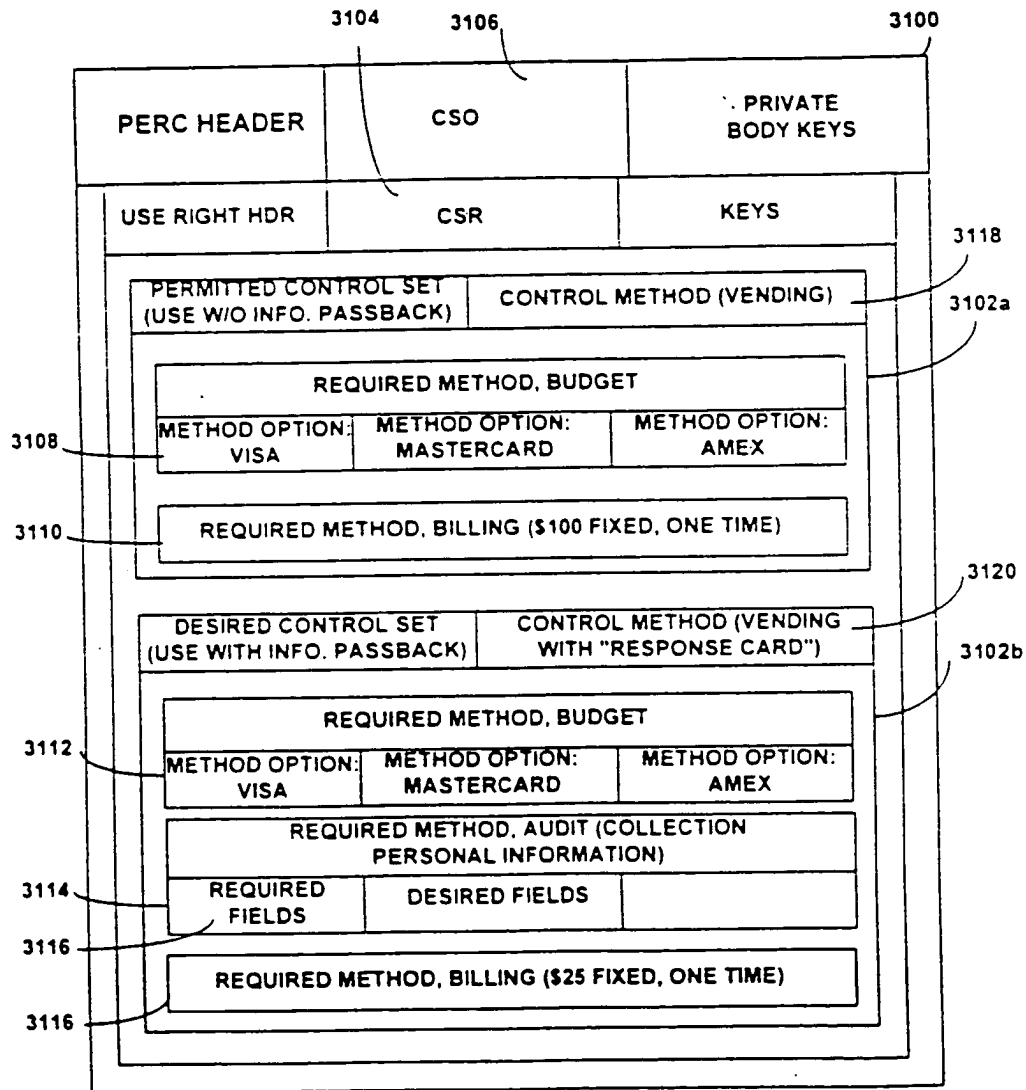 3104
3106
3100
PERC HEADER
CSO
PRIVATE
BODY KEYS
USE RIGHT HDR
CSR
KEYS
3118
PERMITTED CONTROL SET
(USE W/O INFO. PASSBACK)
CONTROL METHOD (VENDING)
3102a
REQUIRED METHOD, BUDGET
3108
METHOD OPTION:
VISA
METHOD OPTION:
MASTERCARD
METHOD OPTION:
AMEX
3110
REQUIRED METHOD, BILLING ($100 FIXED, ONE TIME)
3120
DESIRED CONTROL SET
(USE WITH INFO. PASSBACK)
CONTROL METHOD (VENDING
WITH "RESPONSE CARD")
3102b
REQUIRED METHOD, BUDGET
3112
METHOD OPTION:
VISA
METHOD OPTION:
MASTERCARD
METHOD OPTION:
AMEX
REQUIRED METHOD, AUDIT (COLLECTION
PERSONAL INFORMATION)
3114
REQUIRED
FIELDS
DESIRED FIELDS
3116
REQUIRED METHOD, BILLING ($25 FIXED, ONE TIME)
3116